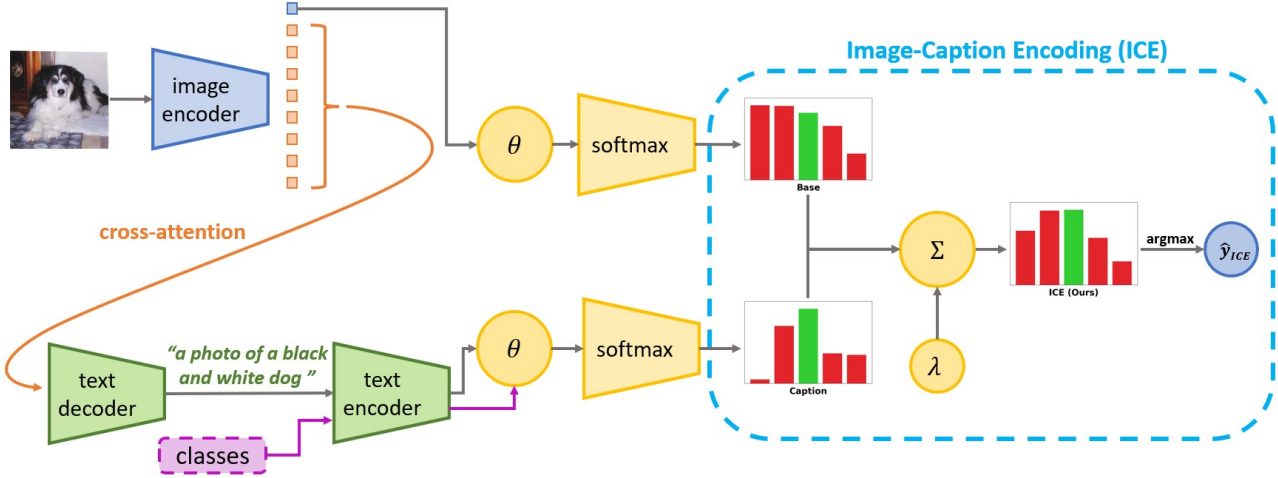 Image-Caption Encoding (ICE)
image
encoder
θ
softmax
Base
cross-attention
Σ
argmax
ŷ_ICE
ICE (Ours)
"a photo of a black
and white dog "
text
decoder
text
encoder
θ
softmax
Caption
λ
classes